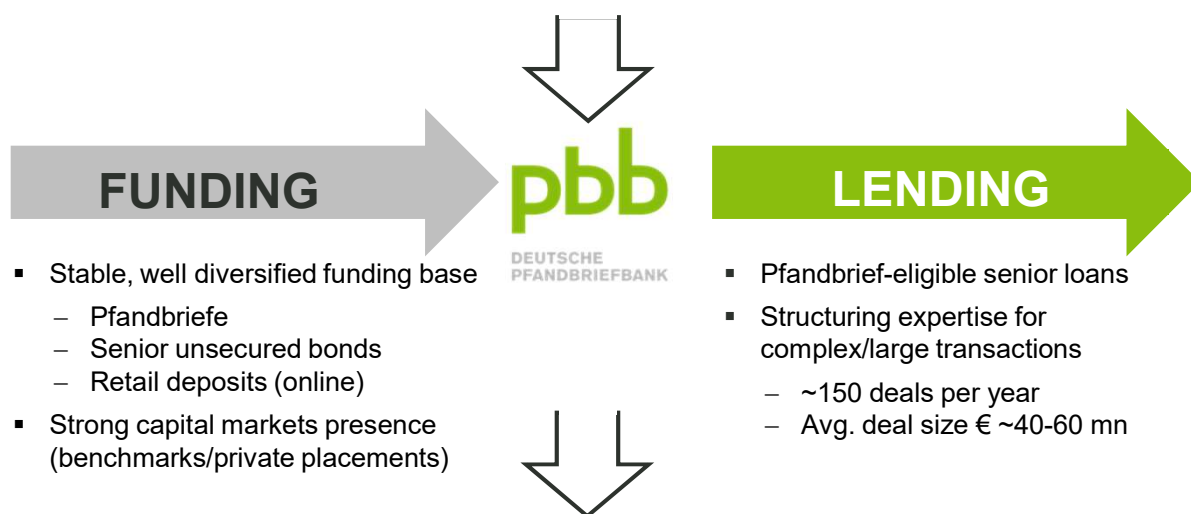 FUNDING
▪ Stable, well diversified funding base
– Pfandbriefe
– Senior unsecured bonds
– Retail deposits (online)
▪ Strong capital markets presence
(benchmarks/private placements)
pbb
DEUTSCHE
PFANDBRIEFBANK
LENDING
▪ Pfandbrief-eligible senior loans
▪ Structuring expertise for
complex/large transactions
– ~150 deals per year
– Avg. deal size € ~40-60 mn